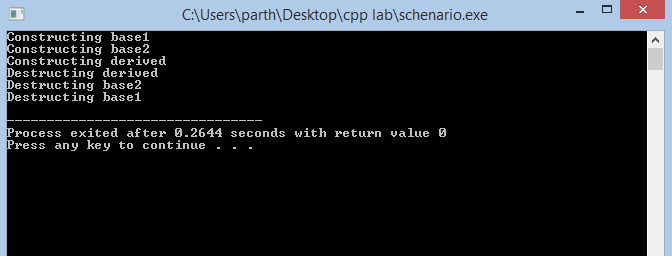 C:\Users\parth\Desktop\cpp lab\schenario.exe
Constructing base1
Constructing base2
Constructing derived
Destructing derived
Destructing base2
Destructing base1
--------------------------------
Process exited after 0.2644 seconds with return value 0
Press any key to continue . . .